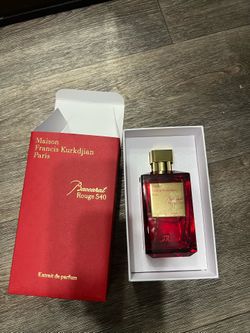 Maison
Francis Kurkdjian
Paris
Baccarat
Rouge 540
Extrait de parfum